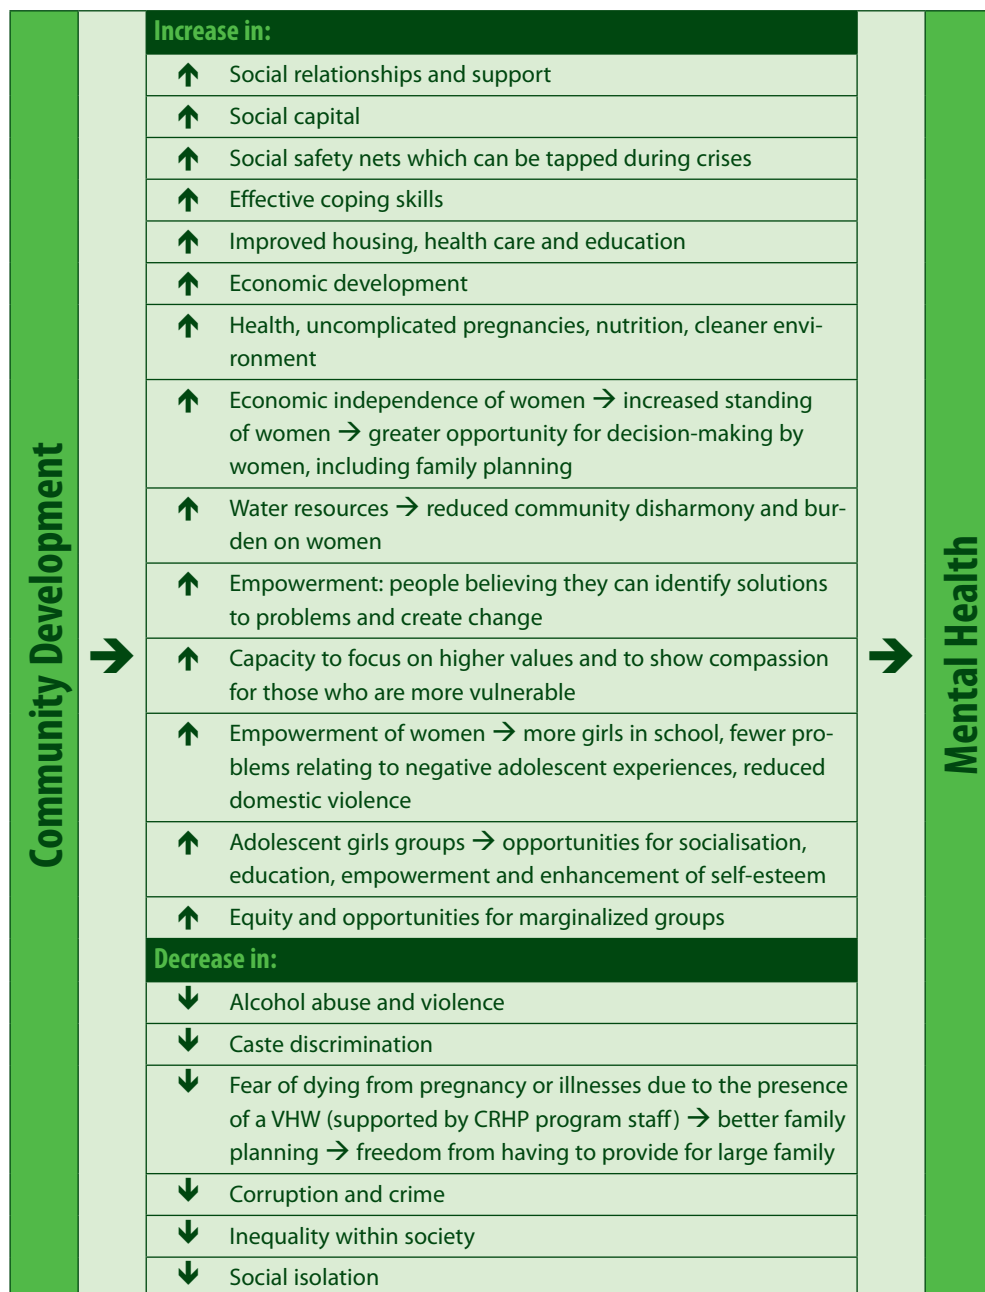 Community Development
Increase in:
Social relationships and support
Social capital
Social safety nets which can be tapped during crises
Effective coping skills
Improved housing, health care and education
Economic development
Health, uncomplicated pregnancies, nutrition, cleaner envi-
ronment
Economic independence of women → increased standing
of women → greater opportunity for decision-making by
women, including family planning
Water resources → reduced community disharmony and bur-
den on women
Empowerment: people believing they can identify solutions
to problems and create change
Capacity to focus on higher values and to show compassion
for those who are more vulnerable
Empowerment of women → more girls in school, fewer pro-
blems relating to negative adolescent experiences, reduced
domestic violence
Adolescent girls groups → opportunities for socialisation,
education, empowerment and enhancement of self-esteem
Equity and opportunities for marginalized groups
Decrease in:
Alcohol abuse and violence
Caste discrimination
Fear of dying from pregnancy or illnesses due to the presence
of a VHW (supported by CRHP program staff) → better family
planning → freedom from having to provide for large family
Corruption and crime
Inequality within society
Social isolation
Mental Health